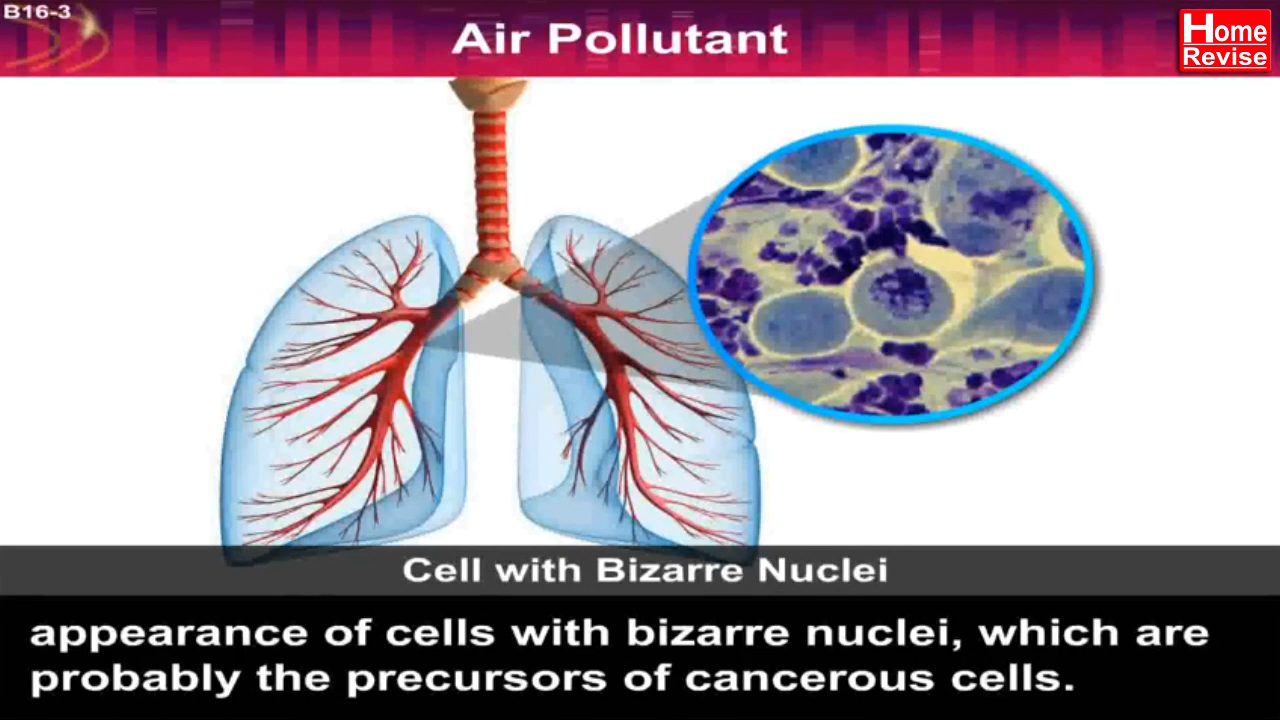 B16-3
Air Pollutant
Home
Revise
Cell with Bizarre Nuclei
appearance of cells with bizarre nuclei, which are
probably the precursors of cancerous cells.